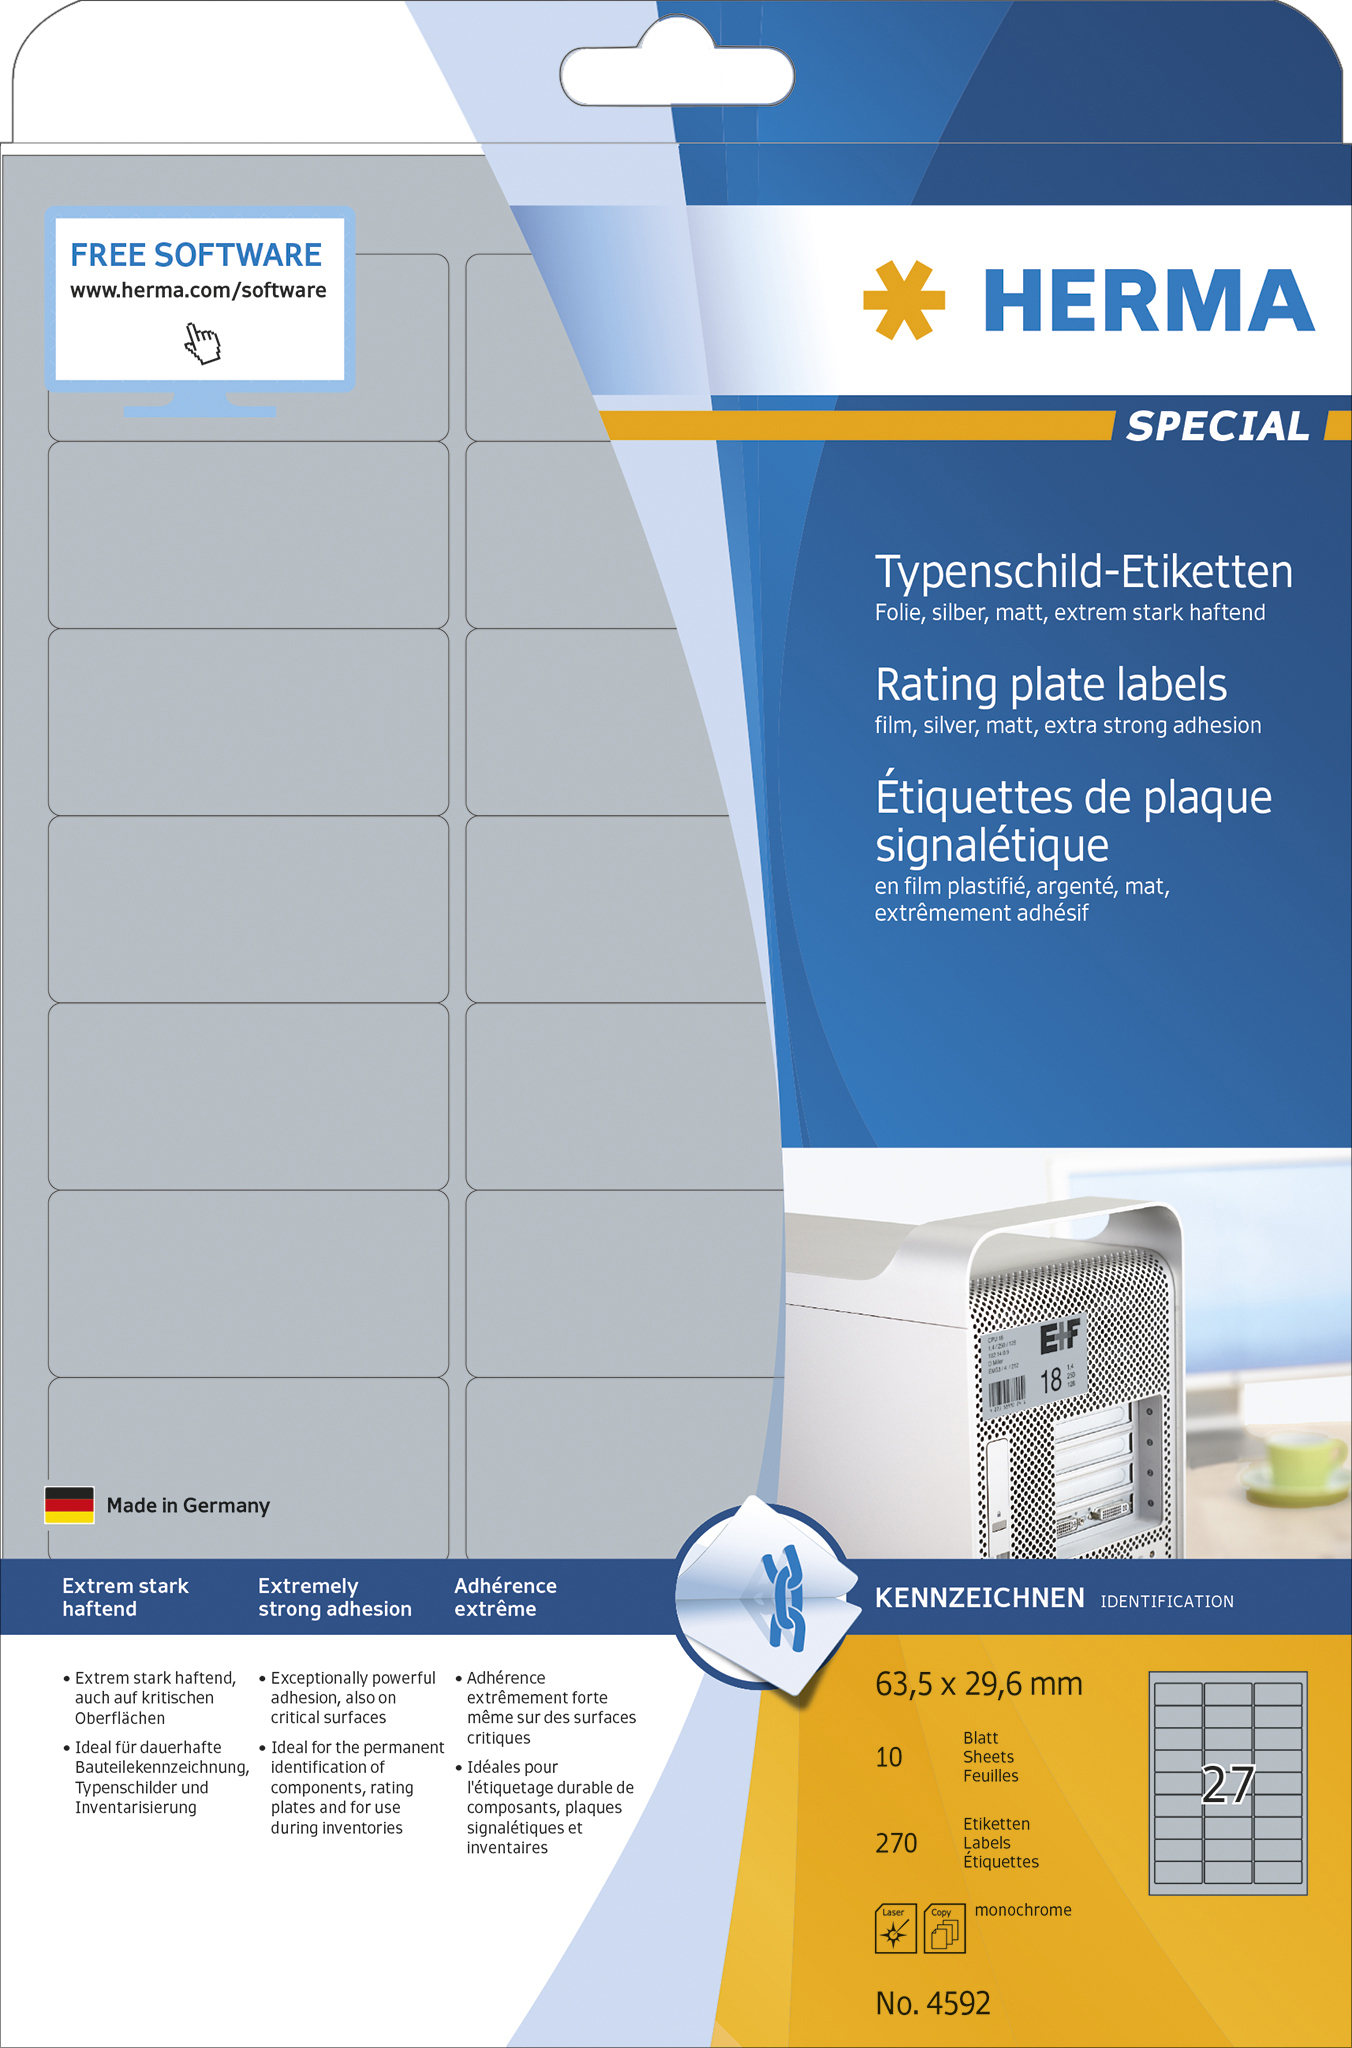 FREE SOFTWARE
www.herma.com/software
HERMA
SPECIAL
Typenschild-Etiketten
Folie, silber, matt, extrem stark haftend
Rating plate labels
film, silver, matt, extra strong adhesion
Étiquettes de plaque
signalétique
en film plastifié, argenté, mat,
extrêmement adhésif
E+F
18
Made in Germany
Extrem stark
haftend
Extremely
strong adhesion
Adhérence
extrême
KENNZEICHNEN IDENTIFICATION
• Extrem stark haftend,
auch auf kritischen
Oberflächen
• Ideal für dauerhafte
Bauteilekennzeichnung,
Typenschilder und
Inventarisierung
• Exceptionally powerful
adhesion, also on
critical surfaces
• Ideal for the permanent
identification of
components, rating
plates and for use
during inventories
• Adhérence
extrêmement forte
même sur des surfaces
critiques
• Idéales pour
l'étiquetage durable de
composants, plaques
signalétiques et
inventaires
63,5 x 29,6 mm
10
Blatt
Sheets
Feuilles
270
Etiketten
Labels
Étiquettes
27
Laser
Copy
monochrome
No. 4592